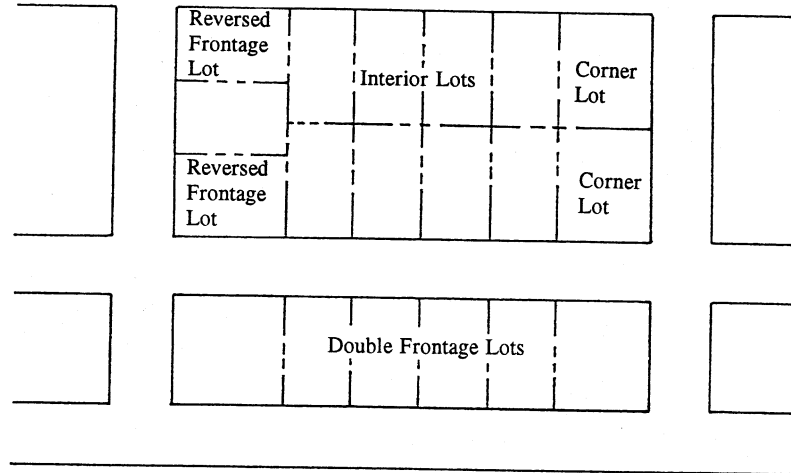 Reversed
Frontage
Lot
Interior Lots
Corner
Lot
Reversed
Frontage
Lot
Corner
Lot
Double Frontage Lots